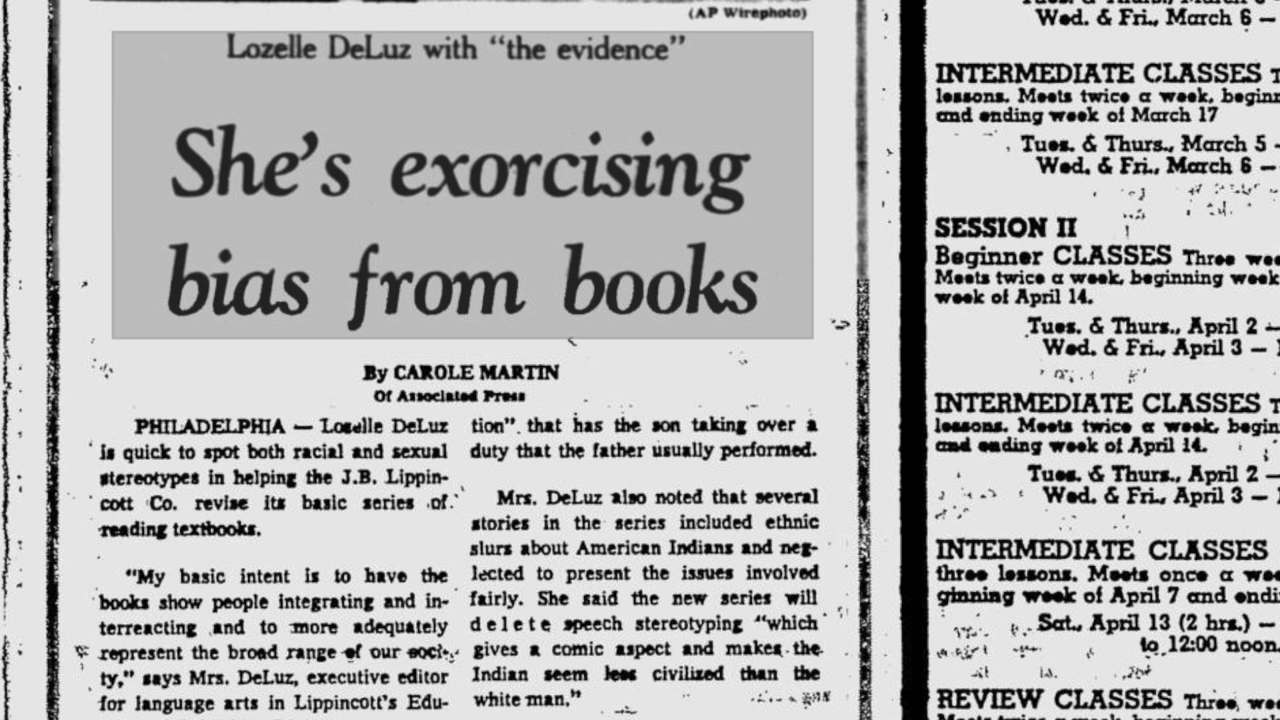 (AP Wirephoto)
Lozelle DeLuz with “the evidence”
She’s exorcising
bias from books
By CAROLE MARTIN
Of Associated Press
PHILADELPHIA — Lozelle DeLuz
is quick to spot both racial and sexual
stereotypes in helping the J.B. Lippin-
cott Co. revise its basic series of
reading textbooks.
“My basic intent is to have the
books show people integrating and in-
terreacting and to more adequately
represent the broad range of our soci-
ty,” says Mrs. DeLuz, executive editor
for language arts in Lippincott’s Edu-
tion” that has the son taking over a
duty that the father usually performed.
Mrs. DeLuz also noted that several
stories in the series included ethnic
slurs about American Indians and neg-
lected to present the issues involved
fairly. She said the new series will
delete speech stereotyping “which
gives a comic aspect and makes the
Indian seem less civilized than the
white man.”
Wed. & Fri., March 6 —
INTERMEDIATE CLASSES
lessons. Meets twice a week, beginn
and ending week of March 17
Tues. & Thurs., March 5 -
Wed. & Fri., March 6 —
SESSION II
Beginner CLASSES Three wee
Meets twice a week, beginning week
week of April 14.
Tues. & Thurs., April 2 —
Wed. & Fri., April 3 —
INTERMEDIATE CLASSES
lessons. Meets twice a week, begin
and ending week of April 14.
Tues. & Thurs., April 2 —
Wed. & Fri., April 3 —
INTERMEDIATE CLASSES
three lessons. Meets once a wee
ginning week of April 7 and endi
Sat., April 13 (2 hrs.) —
to 12:00 noon.
REVIEW CLASSES Three, wee